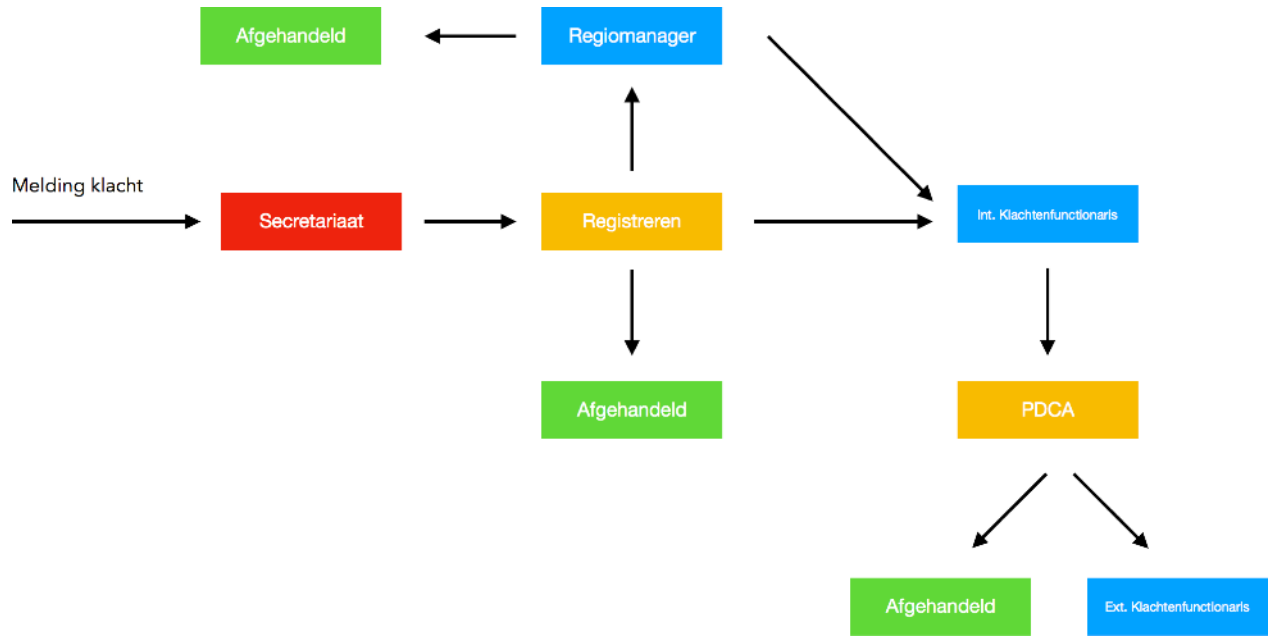 Afgehandeld
Regiomanager
Melding klacht
Secretariaat
Registreren
Int. Klachtenfunctionaris
Afgehandeld
PDCA
Afgehandeld
Ext. Klachtenfunctionaris